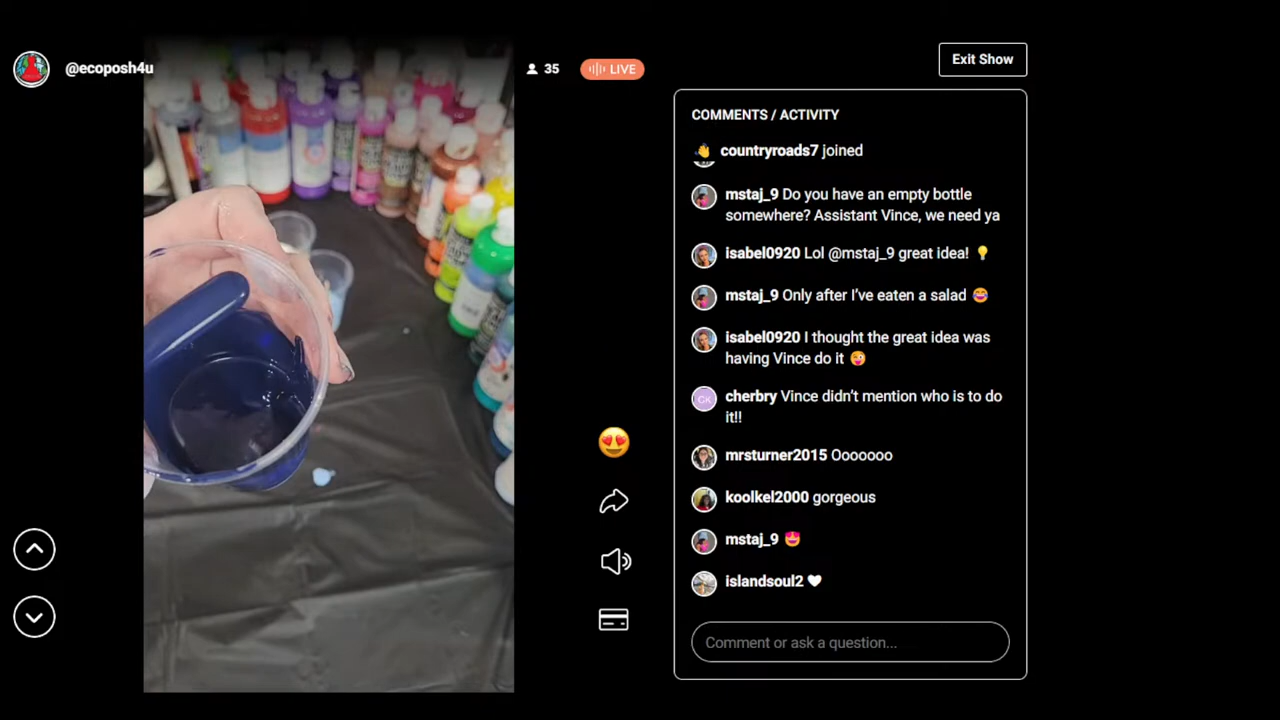 @ecoposh4u
35
LIVE
Exit Show
COMMENTS / ACTIVITY
countryroads7 joined
mstaj_9 Do you have an empty bottle
somewhere? Assistant Vince, we need ya
isabel0920 Lol @mstaj_9 great idea! 💡
mstaj_9 Only after I've eaten a salad 😂
isabel0920 I thought the great idea was
having Vince do it 😜
CK
cherbry Vince didn't mention who is to do
it!!
mrsturner2015 Ooooooo
koolkel2000 gorgeous
mstaj_9 😍
islandsoul2 🤍
Comment or ask a question...